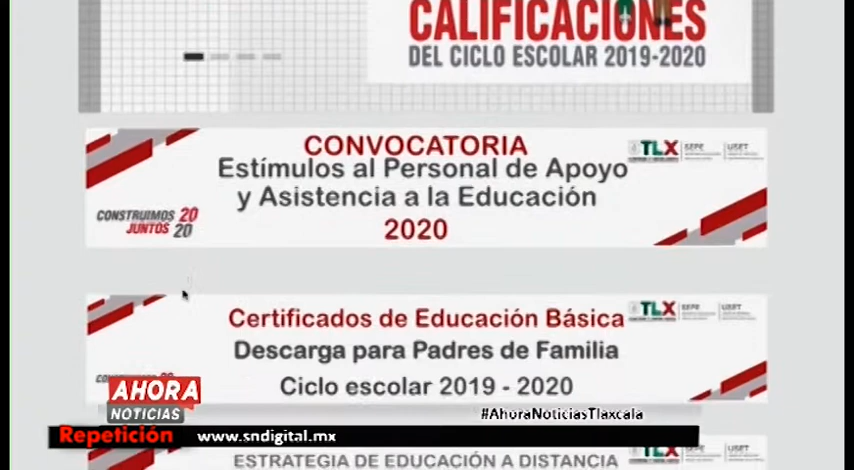 CALIFICACIONES
DEL CICLO ESCOLAR 2019-2020
CONVOCATORIA
Estímulos al Personal de Apoyo
y Asistencia a la Educación
2020
TLX SEPE USET
CONSTRUIMOS 20
JUNTOS 20
Certificados de Educación Básica
Descarga para Padres de Familia
Ciclo escolar 2019 - 2020
TLX SEPE USET
AHORA
NOTICIAS
#AhoraNoticiasTlaxcala
Repetición www.sndigital.mx
ESTRATEGIA DE EDUCACIÓN A DISTANCIA
TLX SEPE USET